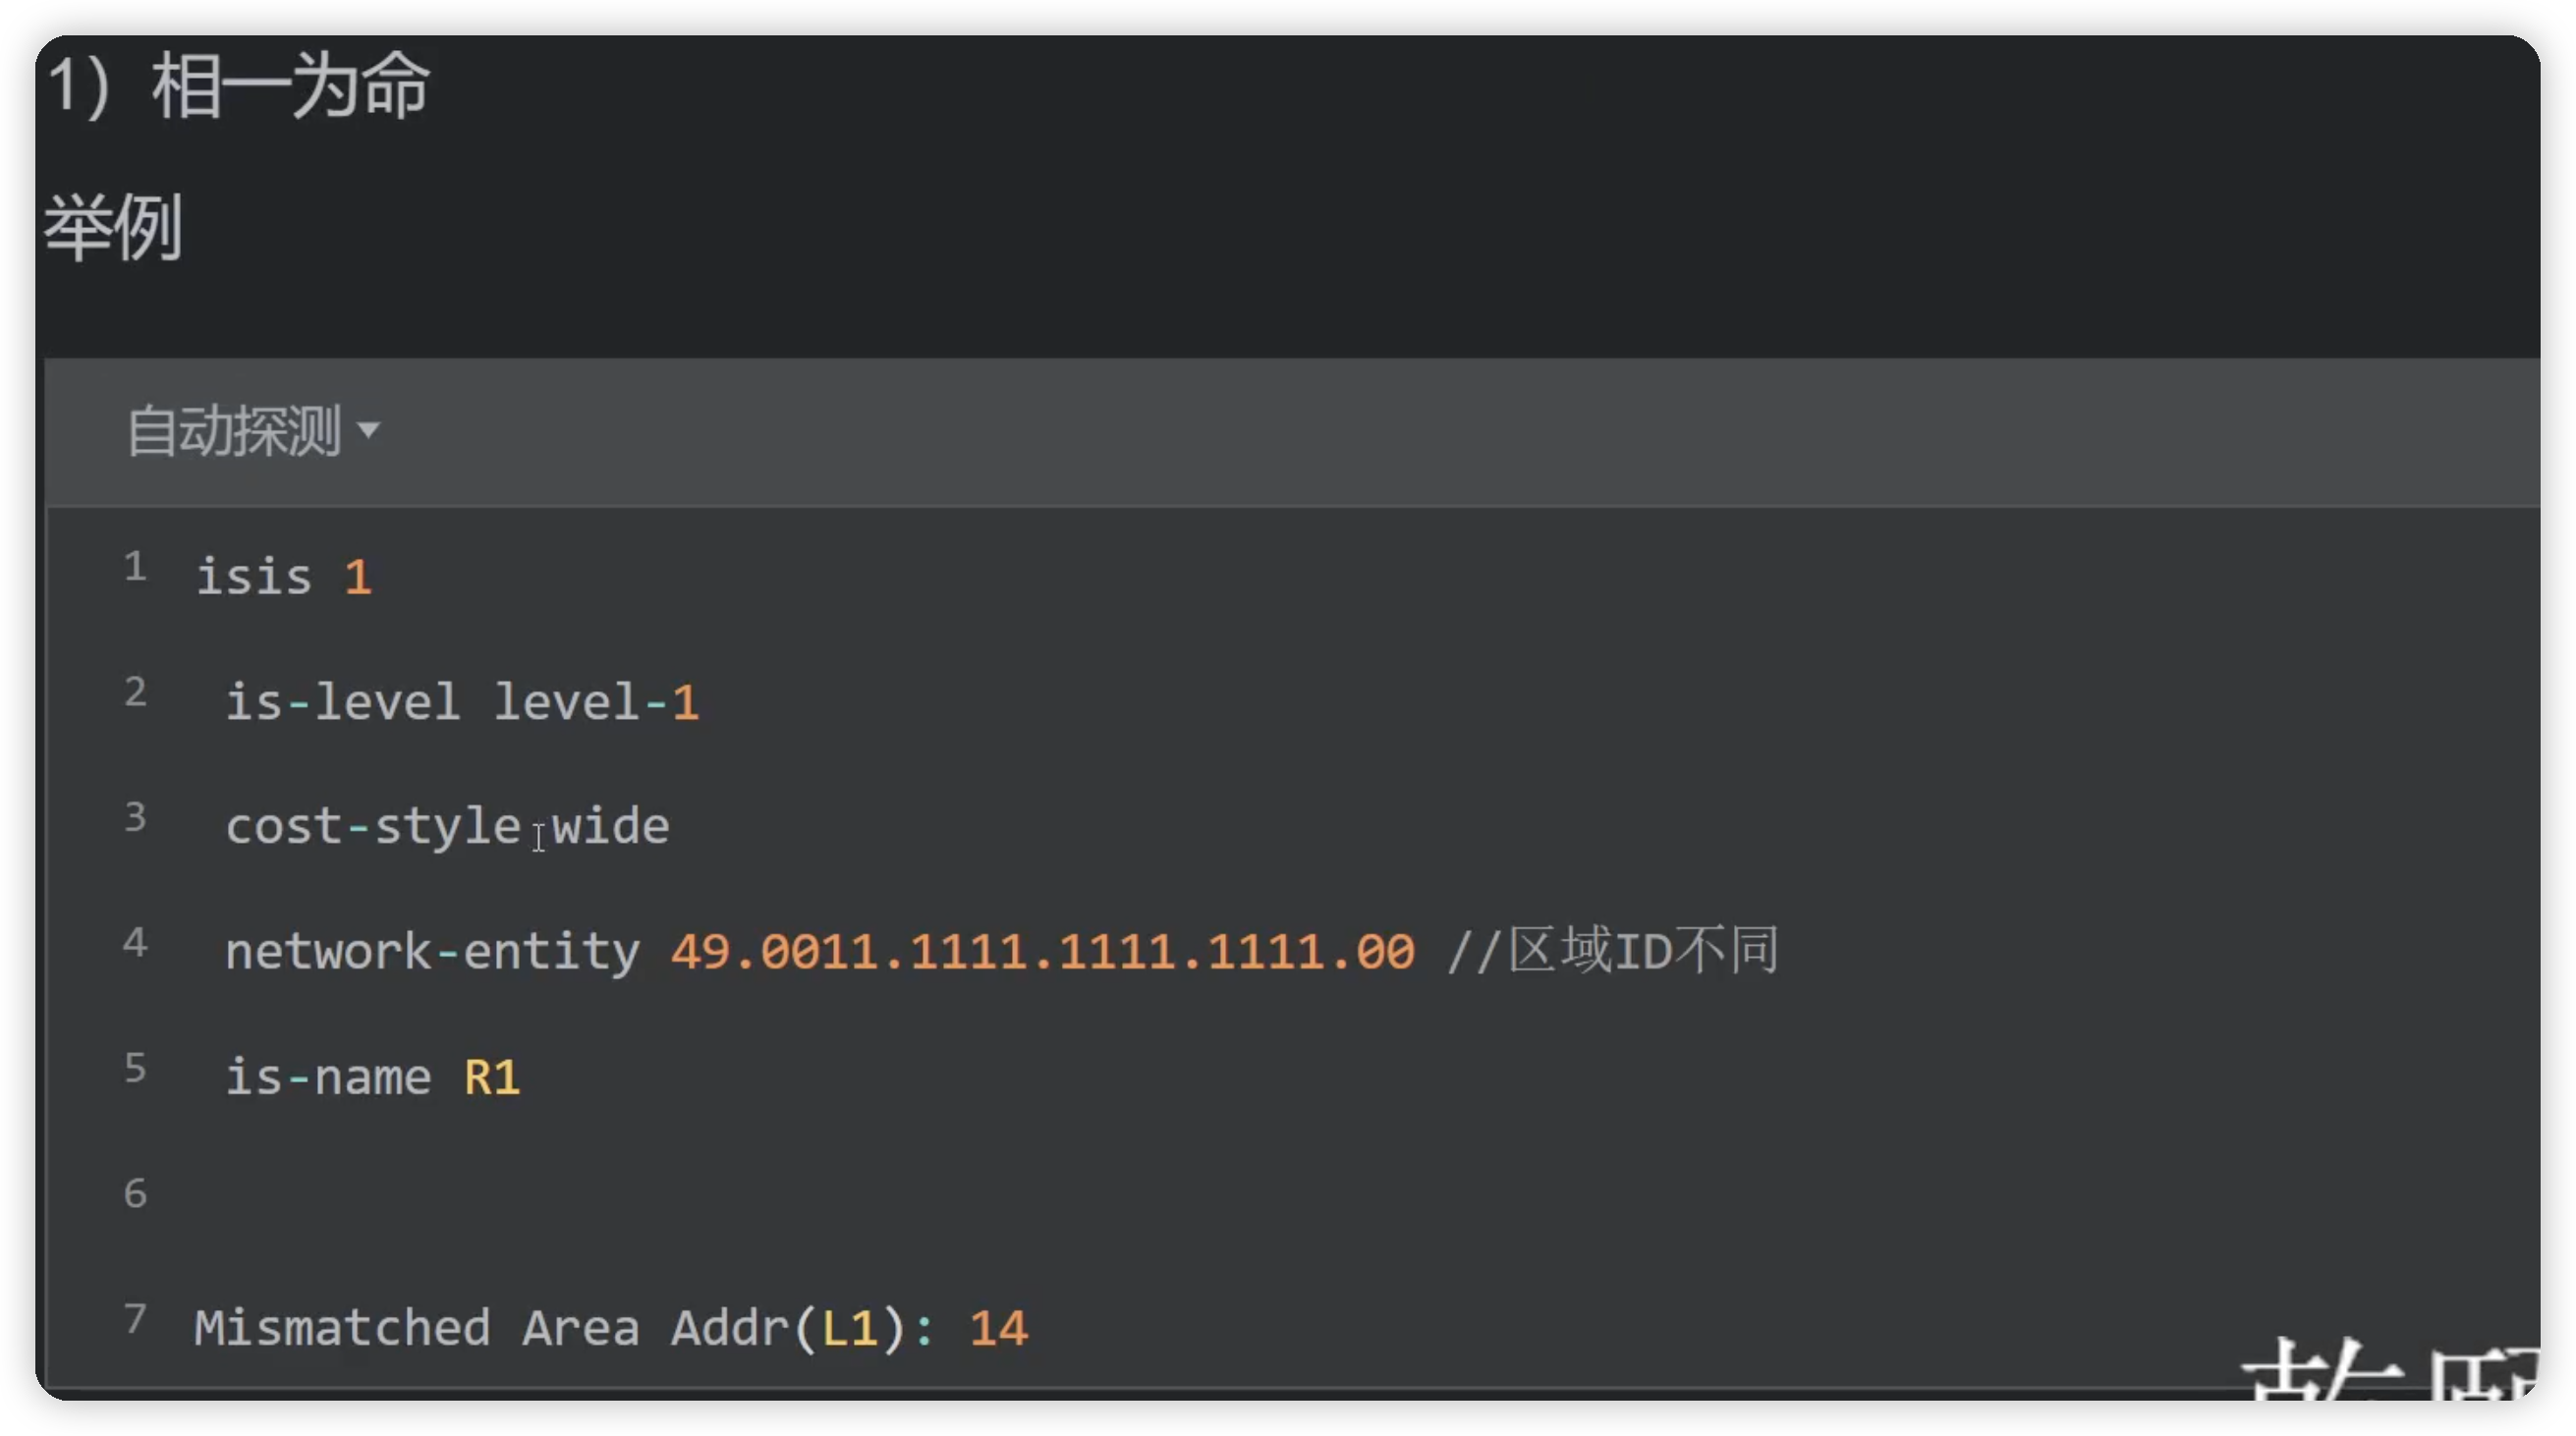 1）相一为命
举例
自动探测
1 isis 1
2 is-level level-1
3 cost-style wide
4 network-entity 49.0011.1111.1111.1111.00 //区域ID不同
5 is-name R1
6
7 Mismatched Area Addr(L1): 14